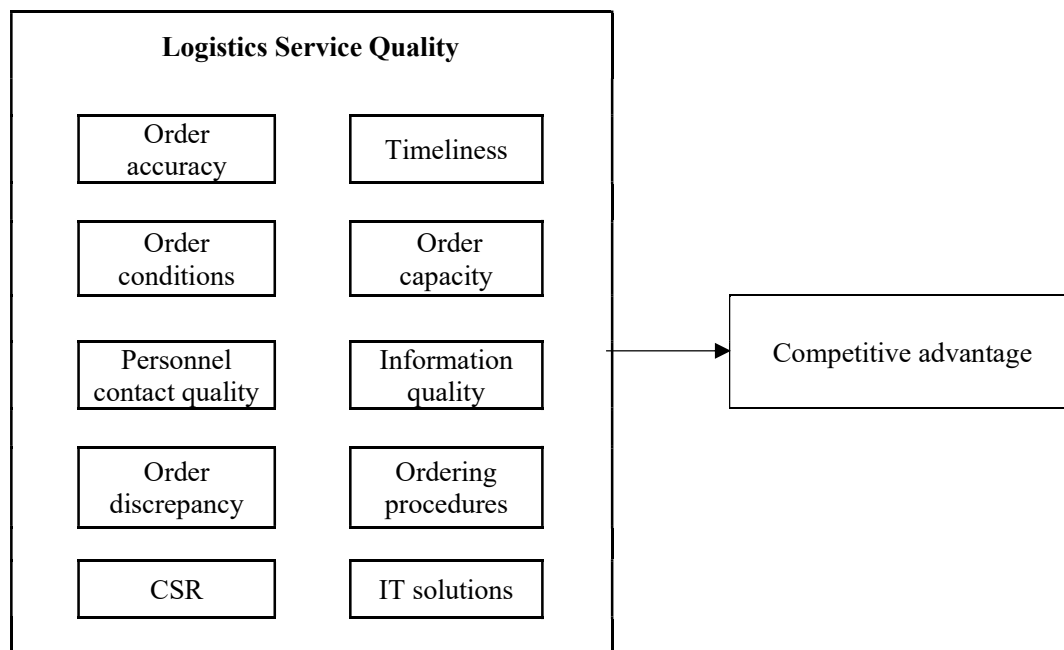 Logistics Service Quality
Order
accuracy
Timeliness
Order
conditions
Order
capacity
Personnel
contact quality
Information
quality
Competitive advantage
Order
discrepancy
Ordering
procedures
CSR
IT solutions